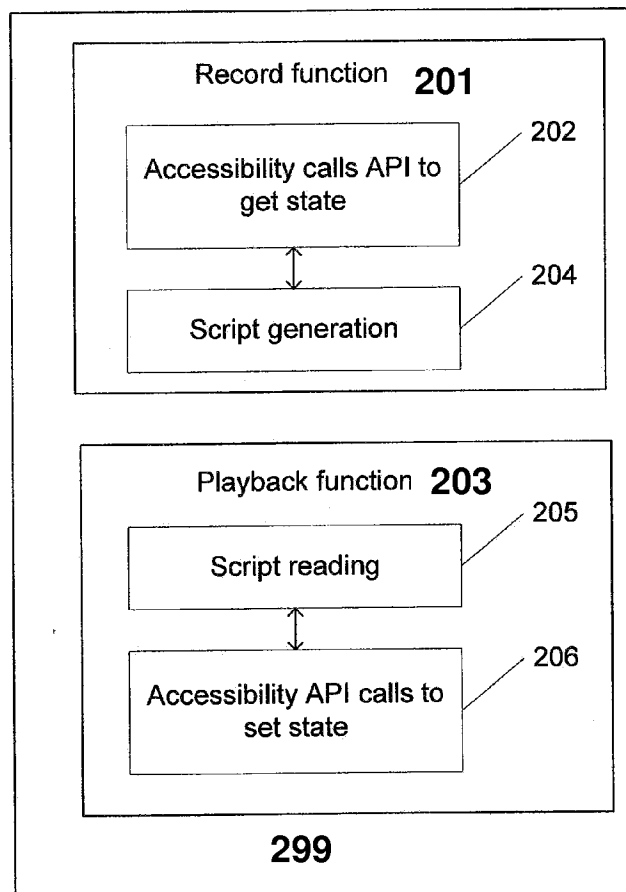 Record function 201
202
Accessibility calls API to
get state
204
Script generation
Playback function 203
205
Script reading
206
Accessibility API calls to
set state
299